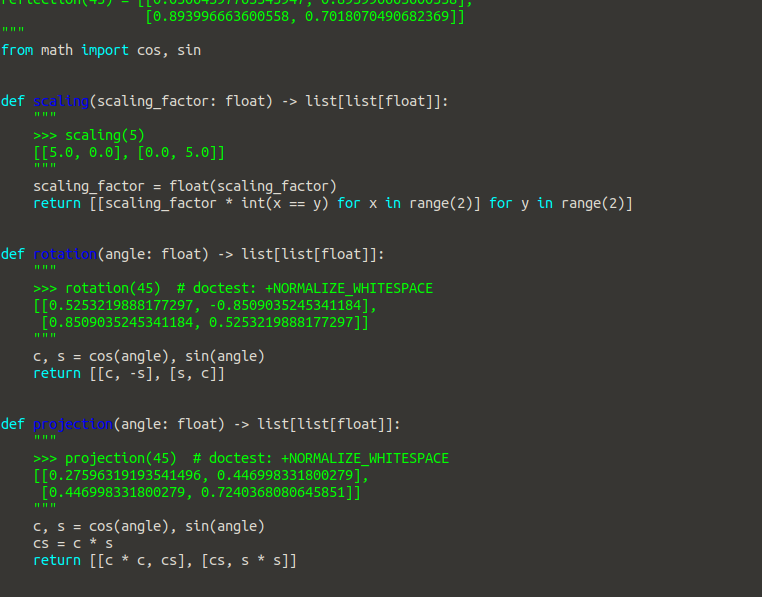 [0.893996663600558, 0.7018070490682369]]
"""
from math import cos, sin
def scaling(scaling_factor: float) -> list[list[float]]:
"""
>>> scaling(5)
[[5.0, 0.0], [0.0, 5.0]]
"""
scaling_factor = float(scaling_factor)
return [[scaling_factor * int(x == y) for x in range(2)] for y in range(2)]
def rotation(angle: float) -> list[list[float]]:
"""
>>> rotation(45)  # doctest: +NORMALIZE_WHITESPACE
[[0.5253219888177297, -0.8509035245341184],
[0.8509035245341184, 0.5253219888177297]]
"""
c, s = cos(angle), sin(angle)
return [[c, -s], [s, c]]
def projection(angle: float) -> list[list[float]]:
"""
>>> projection(45)  # doctest: +NORMALIZE_WHITESPACE
[[0.27596319193541496, 0.446998331800279],
[0.446998331800279, 0.7240368080645851]]
"""
c, s = cos(angle), sin(angle)
cs = c * s
return [[c * c, cs], [cs, s * s]]